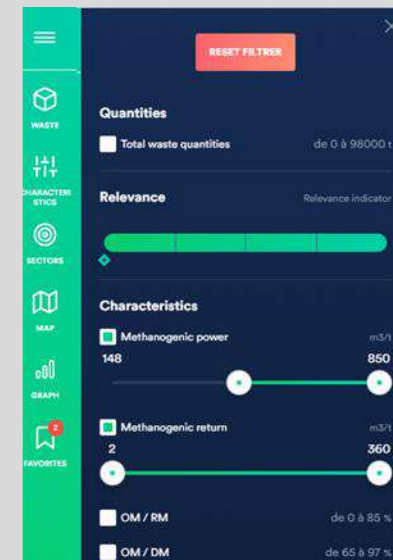 RESET FILTRER
WASTE
CHARACTERI
STICS
SECTORS
MAP
GRAPH
2
FAVORITES
Quantities
Total waste quantities de 0 à 98000 t
Relevance Relevance indicator
Characteristics
Methanogenic power m3/t
148 850
Methanogenic return m3/t
2 360
OM / RM de 0 à 85 %
OM / DM de 65 à 97 %